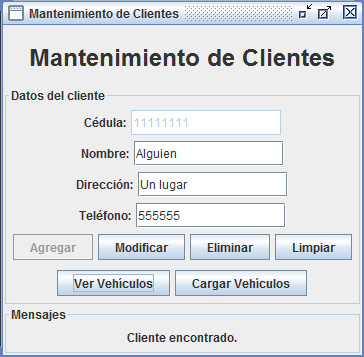 Mantenimiento de Clientes
Mantenimiento de Clientes
Datos del cliente
Cédula: 11111111
Nombre: Alguien
Dirección: Un lugar
Teléfono: 555555
Agregar Modificar Eliminar Limpiar
Ver Vehículos Cargar Vehículos
Mensajes
Cliente encontrado.